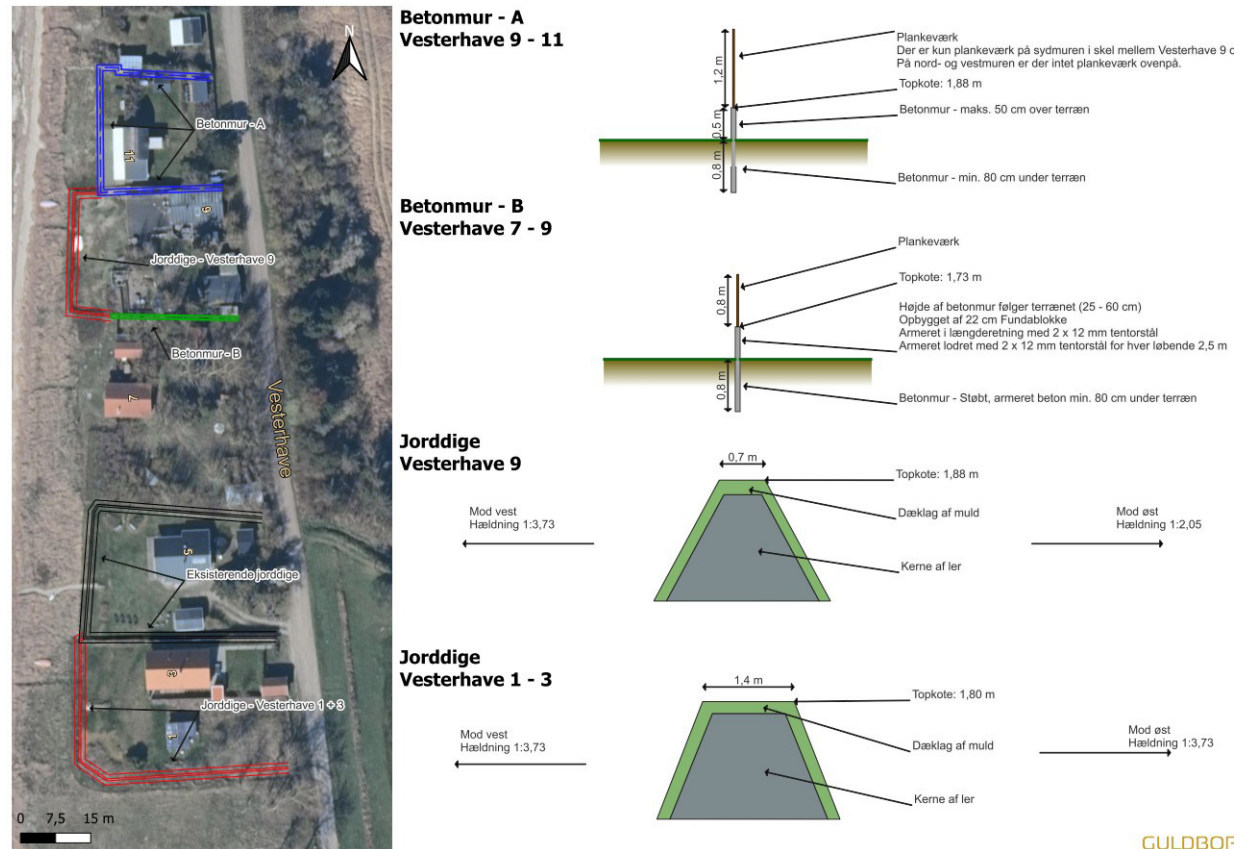 Betonmur - A
Vesterhave 9 - 11
Plankeværk
Der er kun plankeværk på sydmuren i skel mellem Vesterhave 9 o
På nord- og vestmuren er der intet plankeværk ovenpå.
1,2 m
Topkote: 1,88 m
0,5 m
Betonmur - maks. 50 cm over terræn
0,8 m
Betonmur - min. 80 cm under terræn
Betonmur - B
Vesterhave 7 - 9
Plankeværk
0,8 m
Topkote: 1,73 m
Højde af betonmur følger terrænet (25 - 60 cm)
Opbygget af 22 cm Fundablokke
Armeret i længderetning med 2 x 12 mm tentorstål
Armeret lodret med 2 x 12 mm tentorstål for hver løbende 2,5 m
0,8 m
Betonmur - Støbt, armeret beton min. 80 cm under terræn
Jorddige
Vesterhave 9
0,7 m
Topkote: 1,88 m
Dæklag af muld
Mod vest
Hældning 1:3,73
Mod øst
Hældning 1:2,05
Kerne af ler
Jorddige
Vesterhave 1 - 3
1,4 m
Topkote: 1,80 m
Mod vest
Hældning 1:3,73
Dæklag af muld
Mod øst
Hældning 1:3,73
Kerne af ler
N
Betonmur - A
11
9
Jorddige - Vesterhave 9
Betonmur - B
7
Vesterhave
5
Eksisterende jorddige
3
Jorddige - Vesterhave 1 + 3
1
0 7,5 15 m
GULDBOR